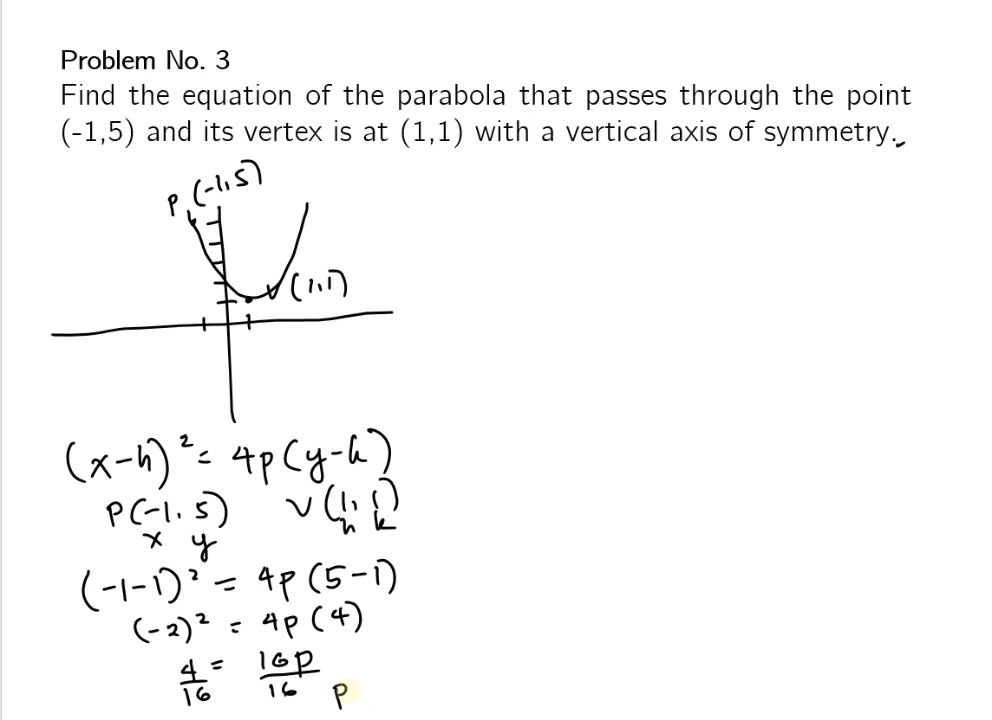 Problem No. 3
Find the equation of the parabola that passes through the point
(-1,5) and its vertex is at (1,1) with a vertical axis of symmetry.
P (-1,5)
V (1,1)
(x-h)² = 4p(y-k)
P(-1, 5) V(1, 1)
x y h k
(-1-1)² = 4p(5-1)
(-2)² = 4p(4)
4/16 = 16p/16 P